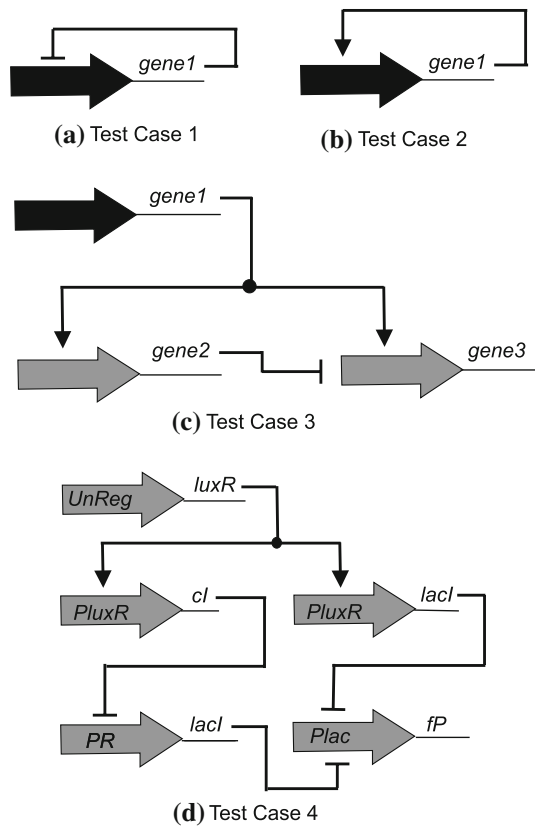 gene1
gene1
(a) Test Case 1
(b) Test Case 2
gene1
gene2
gene3
(c) Test Case 3
UnReg
luxR
PluxR
cI
PluxR
lacI
PR
lacI
Plac
fP
(d) Test Case 4